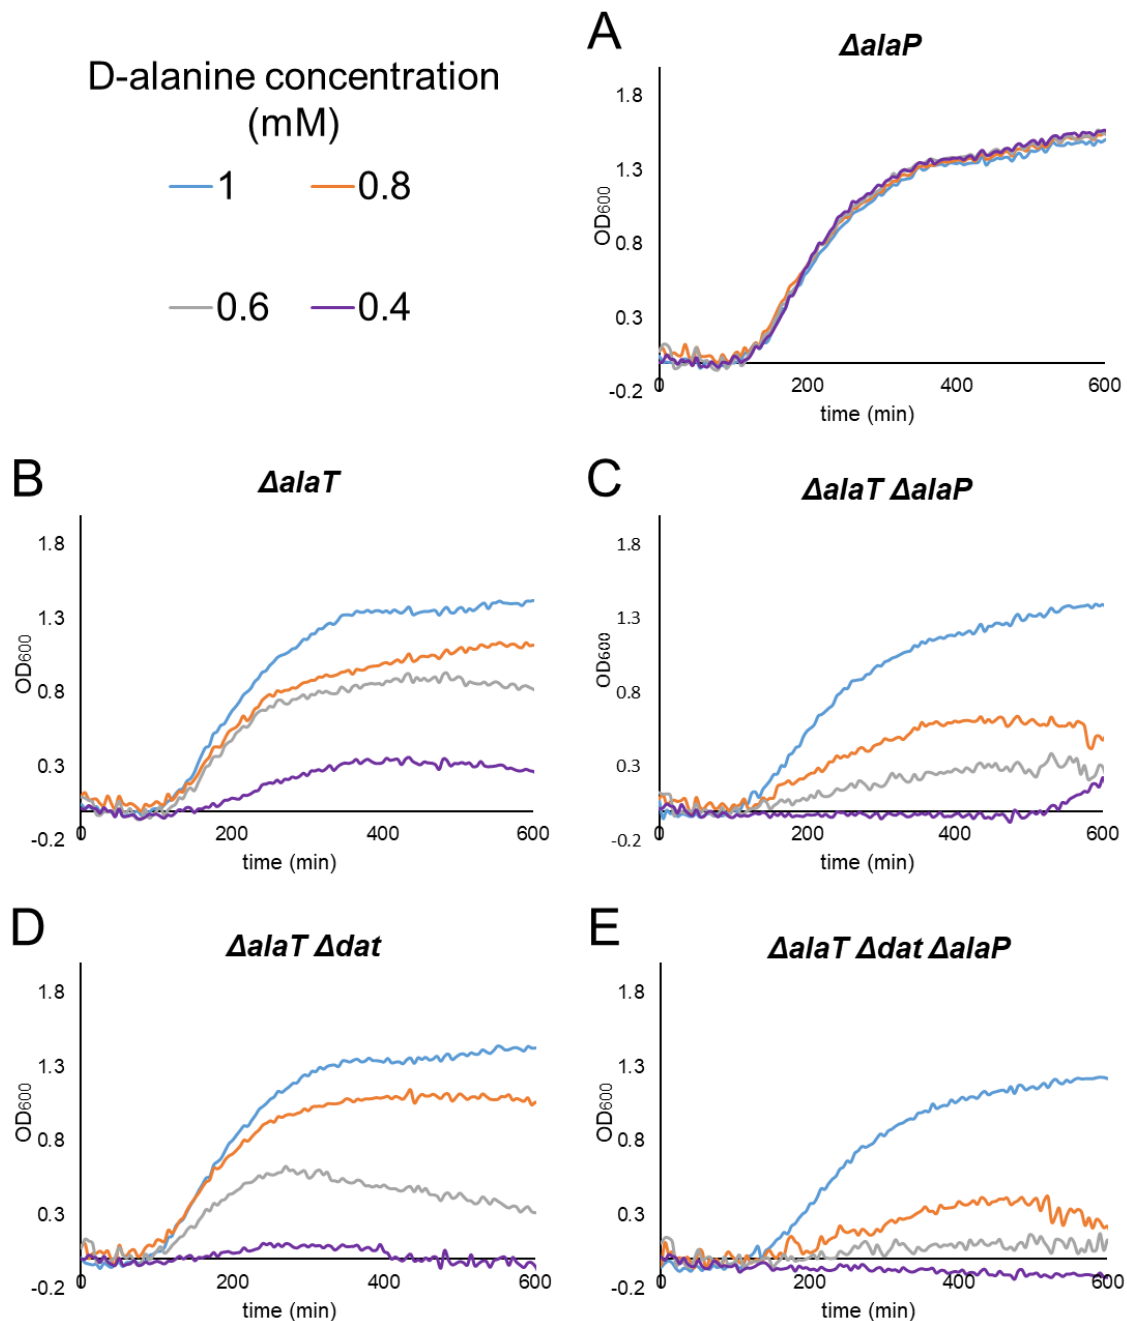 D-alanine concentration
(mM)
1
0.8
0.6
0.4
A
ΔalaP
1.8
1.3
0.8
0.3
-0.2
OD600
0
200
400
600
time (min)
B
ΔalaT
1.8
1.3
0.8
0.3
-0.2
OD600
0
200
400
600
time (min)
C
ΔalaT ΔalaP
1.8
1.3
0.8
0.3
-0.2
OD600
0
200
400
600
time (min)
D
ΔalaT Δdat
1.8
1.3
0.8
0.3
-0.2
OD600
0
200
400
600
time (min)
E
ΔalaT Δdat ΔalaP
1.8
1.3
0.8
0.3
-0.2
OD600
0
200
400
600
time (min)